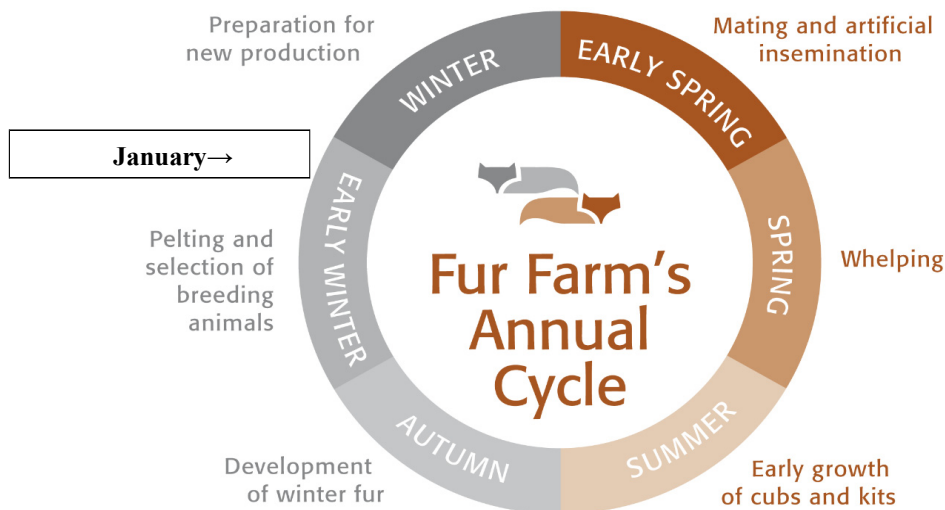 Preparation for
new production
WINTER
EARLY SPRING
Mating and artificial
insemination
January→
EARLY WINTER
Pelting and
selection of
breeding
animals
Fur Farm's
Annual
Cycle
SPRING
Whelping
AUTUMN
Development
of winter fur
SUMMER
Early growth
of cubs and kits